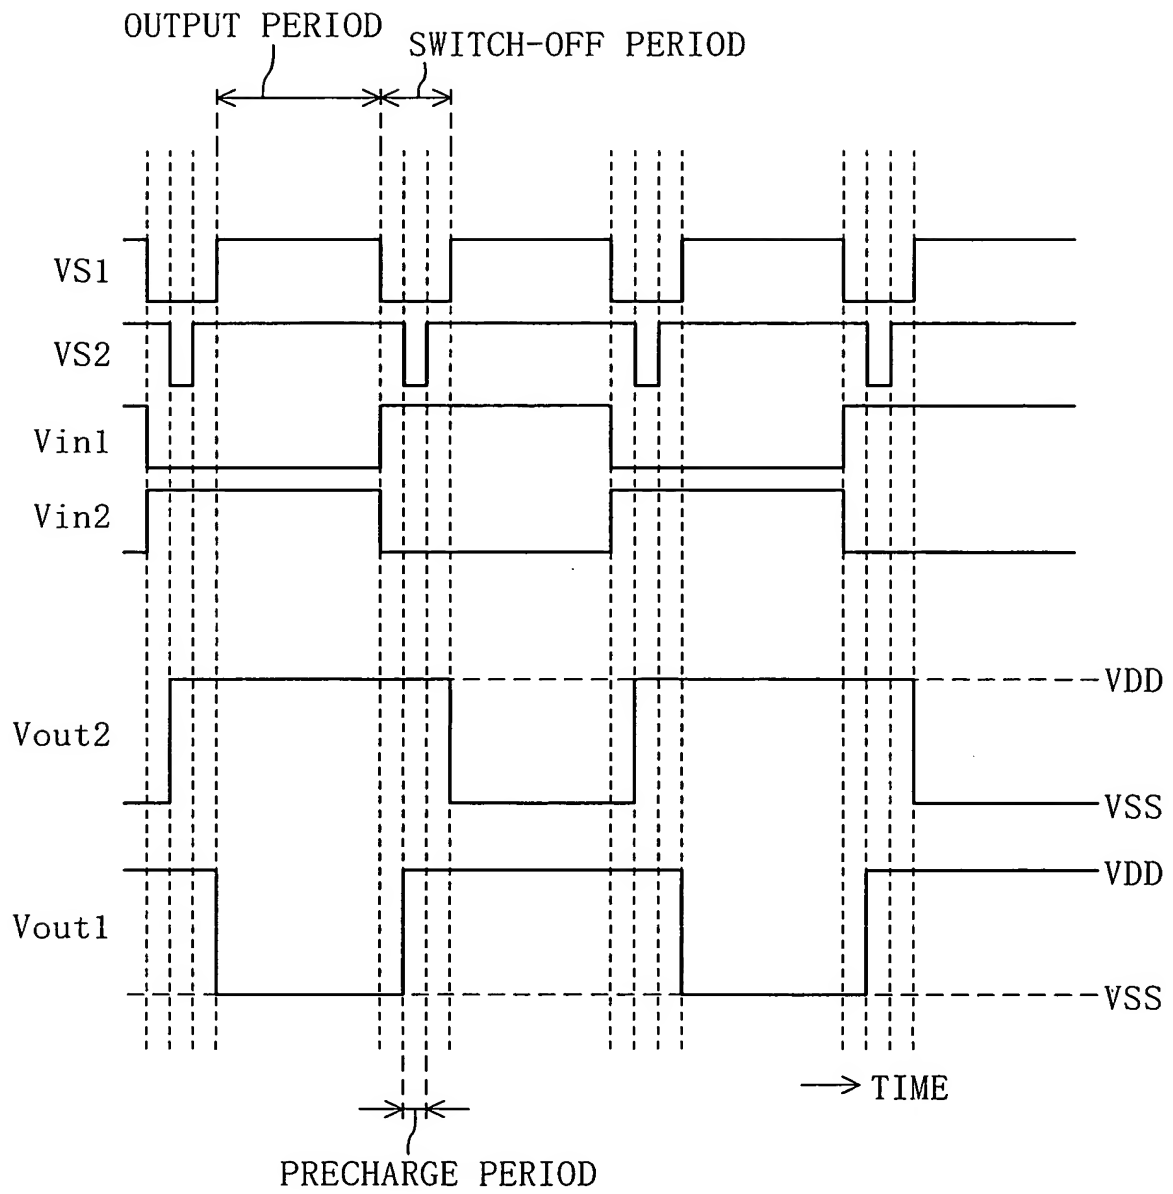 OUTPUT PERIOD
SWITCH-OFF PERIOD
VS1
VS2
Vin1
Vin2
VDD
Vout2
VSS
VDD
Vout1
VSS
TIME
PRECHARGE PERIOD